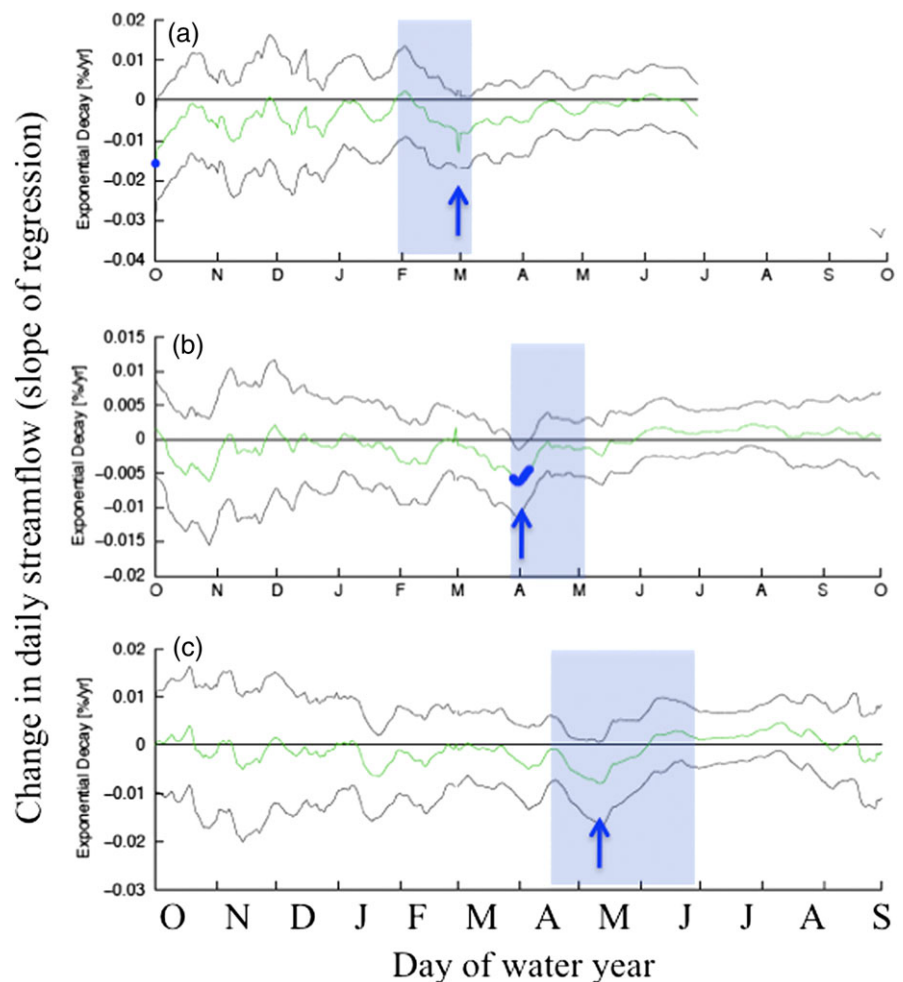 Change in daily streamflow (slope of regression)
(a)
Exponential Decay [%/yr]
0.02
0.01
0
-0.01
-0.02
-0.03
-0.04
O N D J F M A M J J A S O
(b)
Exponential Decay [%/yr]
0.015
0.01
0.005
0
-0.005
-0.01
-0.015
-0.02
O N D J F M A M J J A S O
(c)
Exponential Decay [%/yr]
0.02
0.01
0
-0.01
-0.02
-0.03
O N D J F M A M J J A S
Day of water year